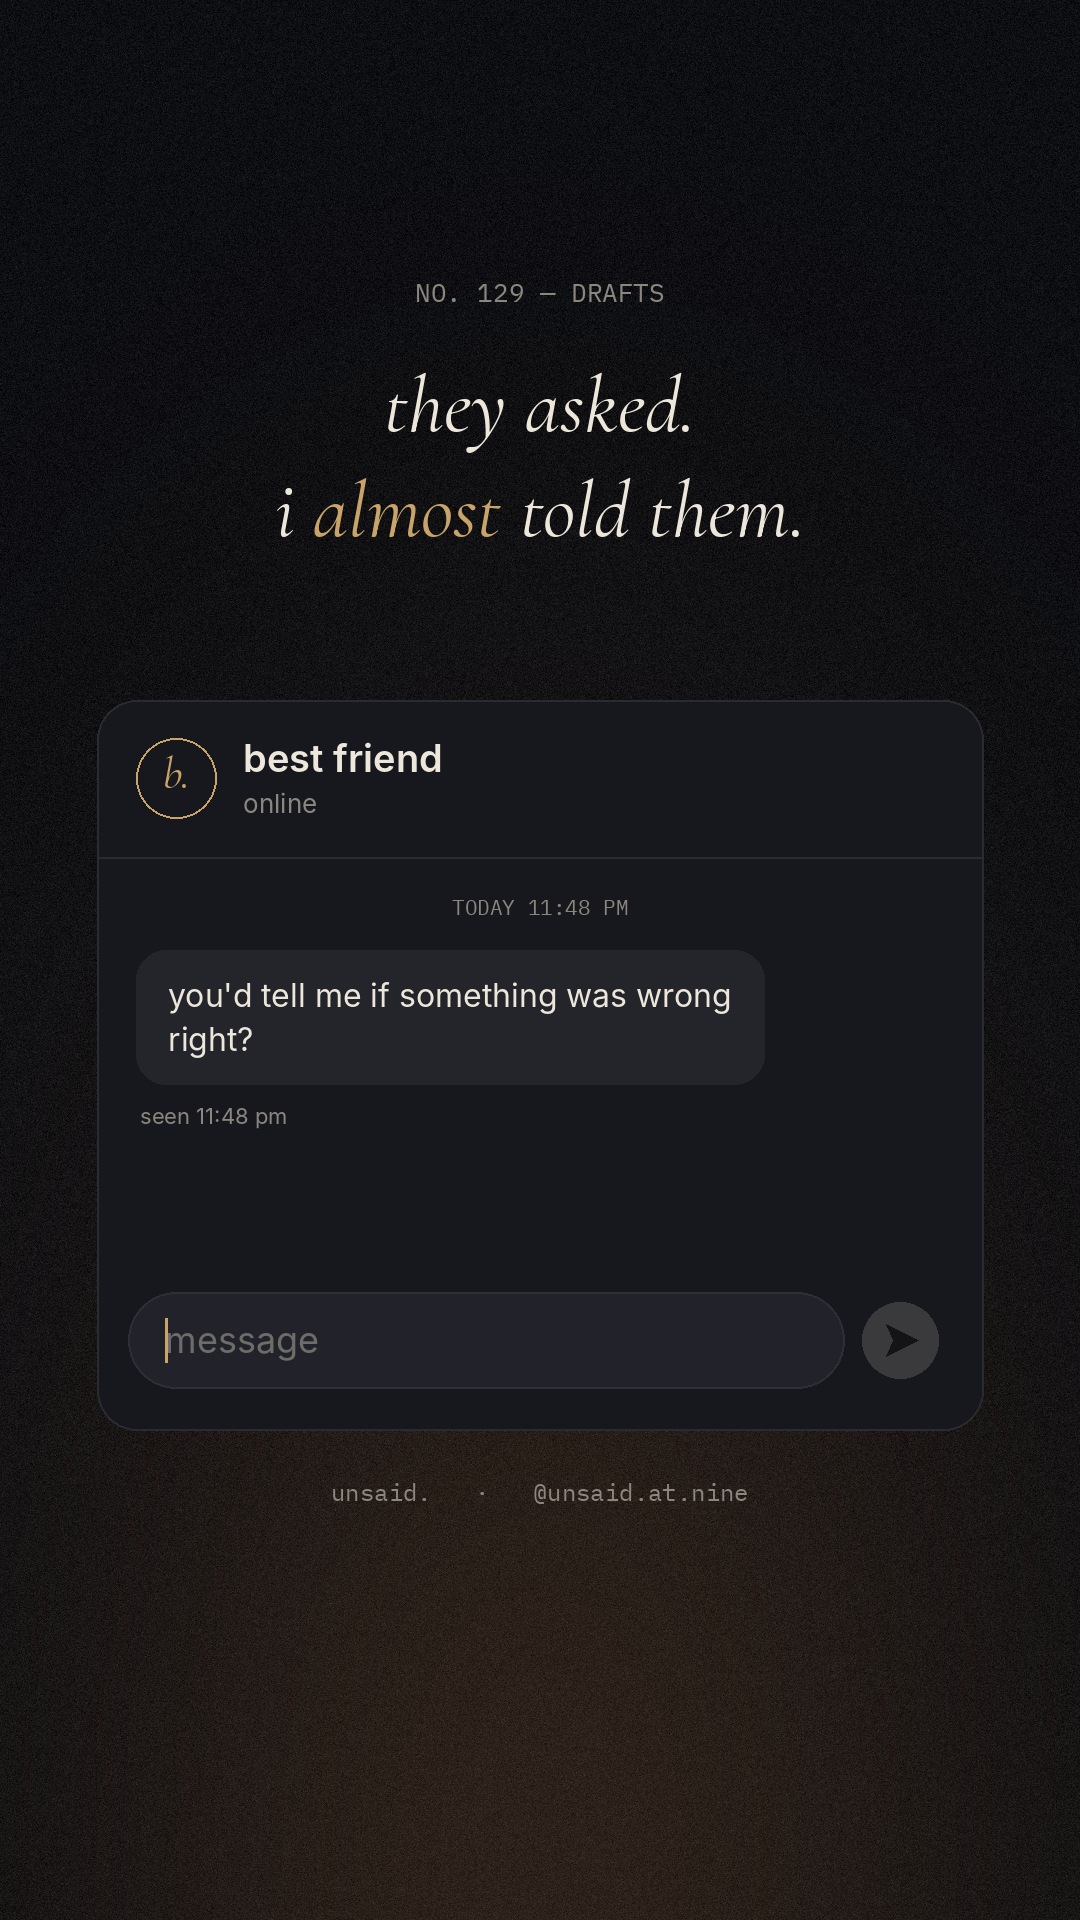 NO. 129 — DRAFTS
they asked.
i almost told them.
b.
best friend
online
TODAY 11:48 PM
you'd tell me if something was wrong
right?
seen 11:48 pm
message
unsaid. · @unsaid.at.nine